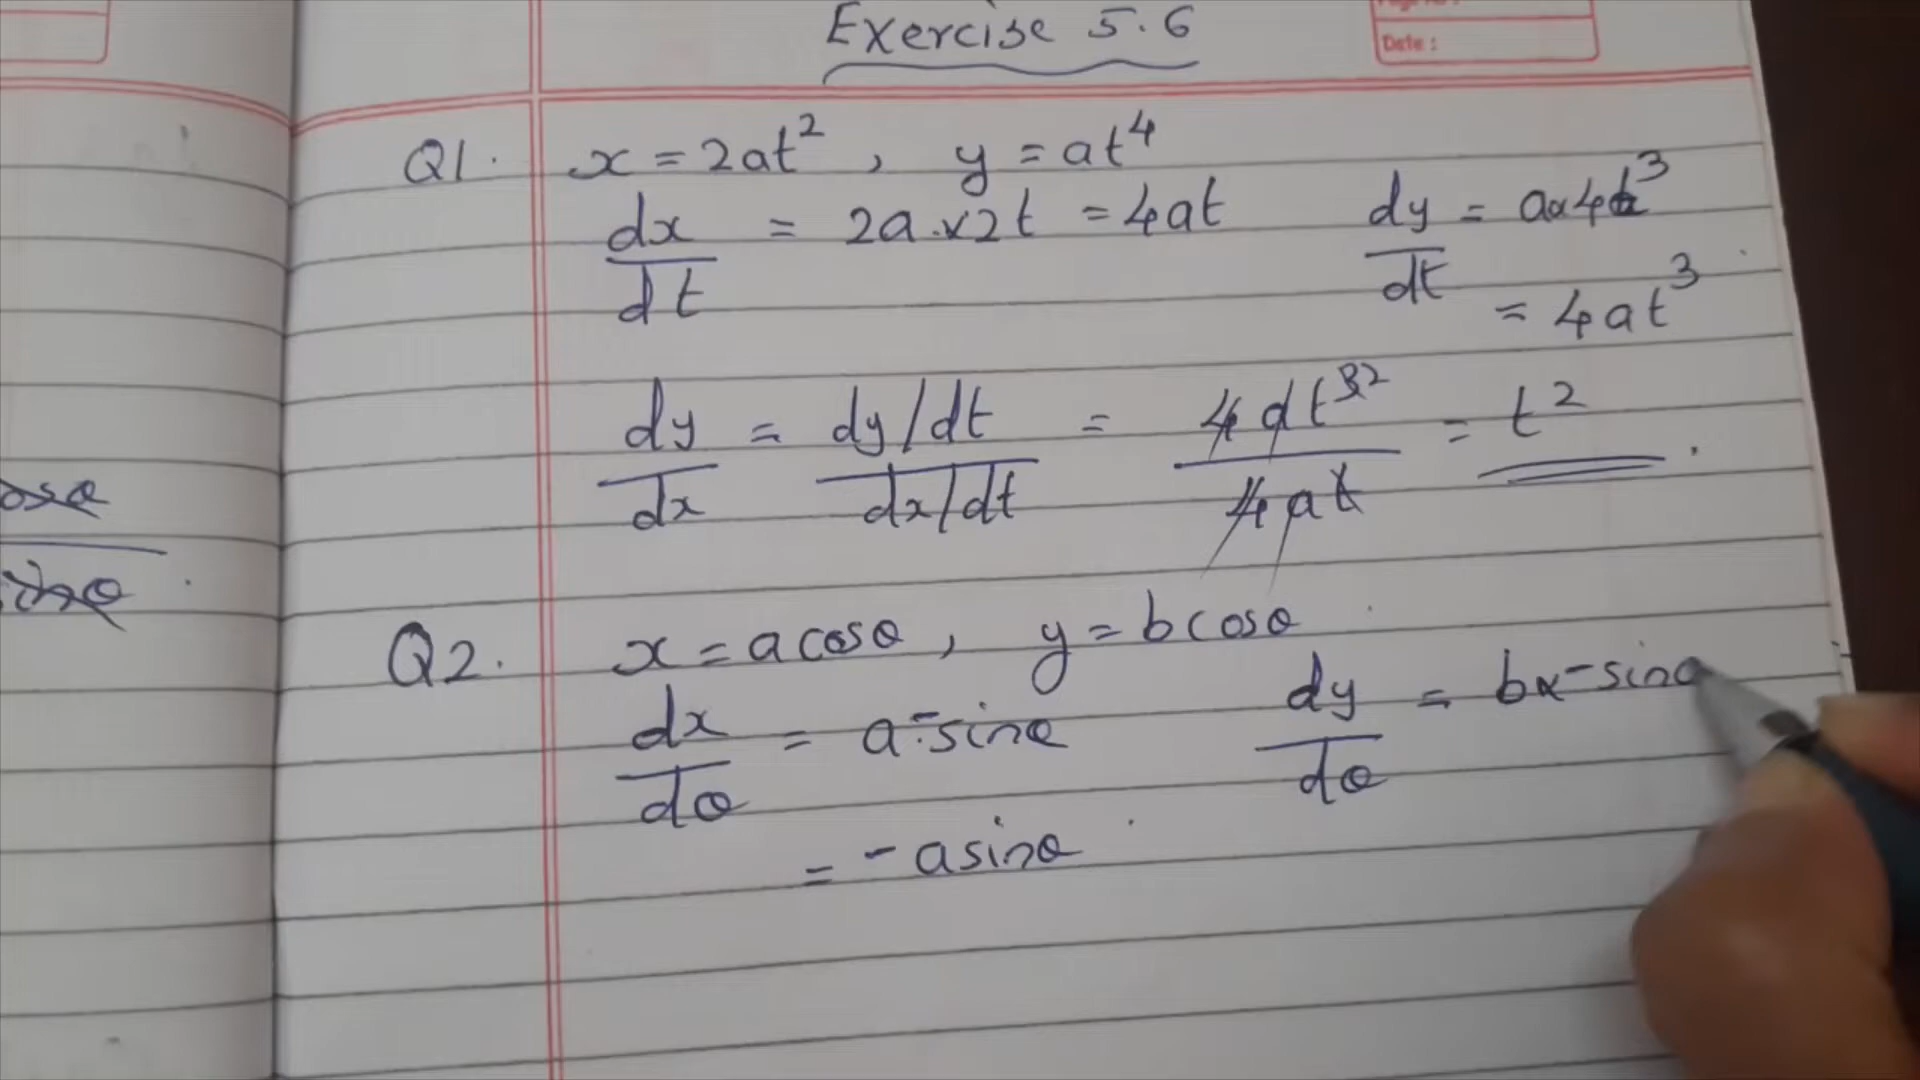 Exercise 5.6
Date :
Q1. x = 2at², y = at⁴
dx/dt = 2a.×2t = 4at
dy/dt = a×4t³
= 4at³
dy/dx = (dy/dt)/(dx/dt) = 4at³²/4at = t².
Q2. x = a cosθ, y = b cosθ
dx/dθ = a·-sinθ
dy/dθ = b×-sinθ
= -a sinθ